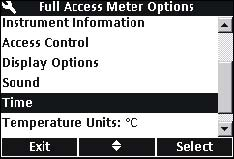 Full Access Meter Options
Instrument Information
Access Control
Display Options
Sound
Time
Temperature Units: °C
Exit
Select